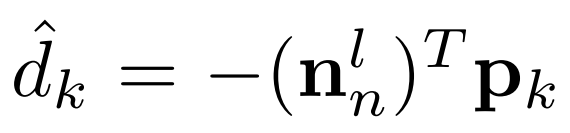 $\hat{d}_k = -(\mathbf{n}_n^l)^T \mathbf{p}_k$